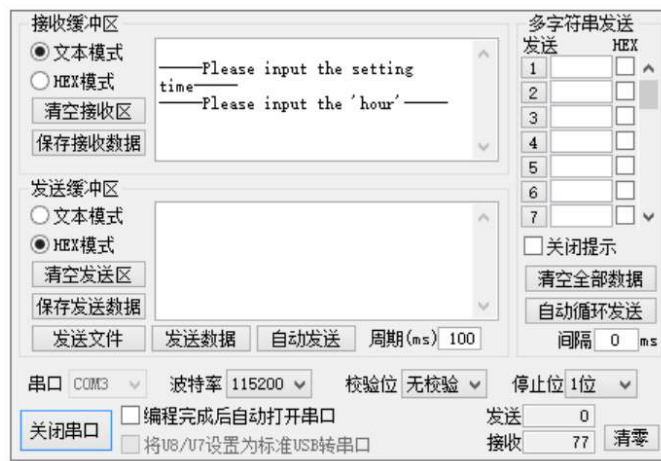 接收缓冲区
文本模式
HEX模式
清空接收区
保存接收数据
————Please input the setting
time————
————Please input the 'hour'————
多字符串发送
发送 HEX
1
2
3
4
5
6
7
关闭提示
清空全部数据
自动循环发送
间隔 0 ms
发送缓冲区
文本模式
HEX模式
清空发送区
保存发送数据
发送文件 发送数据 自动发送 周期(ms) 100
串口 COM3 波特率 115200 校验位 无校验 停止位 1位
关闭串口
编程完成后自动打开串口
将U8/U7设置为标准USB转串口
发送 0
接收 77
清零